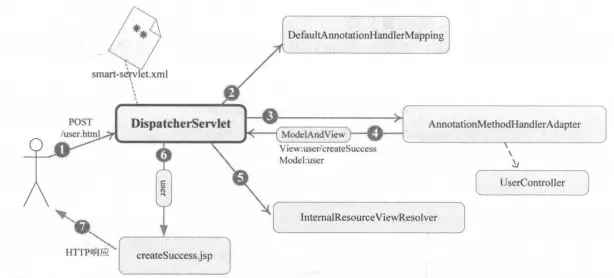 DefaultAnnotationHandlerMapping
smart-servlet.xml
2
POST
/user.html
3
1
DispatcherServlet
ModelAndView
4
AnnotationMethodHandlerAdapter
View:user/createSuccess
Model:user
6
5
user
UserController
InternalResourceViewResolver
7
HTTP响应
createSuccess.jsp